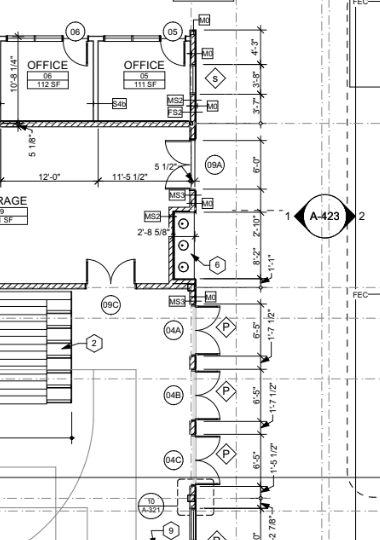 FEC
M0
06
05
4'-3"
M0
OFFICE
OFFICE
06
05
112 SF
111 SF
10'-8 1/4"
S
3'-8"
S4b
MS2
M0
FS2
3'-7"
5 1/8"
5 1/2"
09A
6'-0"
12'-0"
11'-5 1/2"
MS3
M0
RAGE
9
SF
MS2
2'-10"
1
A-423
2
2'-8 5/8"
8'-2"
6
1'-1"
09C
MS3
M0
FEC
04A
P
6'-5"
1'-7 1/2"
2
04B
P
6'-5"
1'-7 1/2"
04C
P
6'-5"
1'-5 1/2"
10
A-321
9
P
-2 7/8"